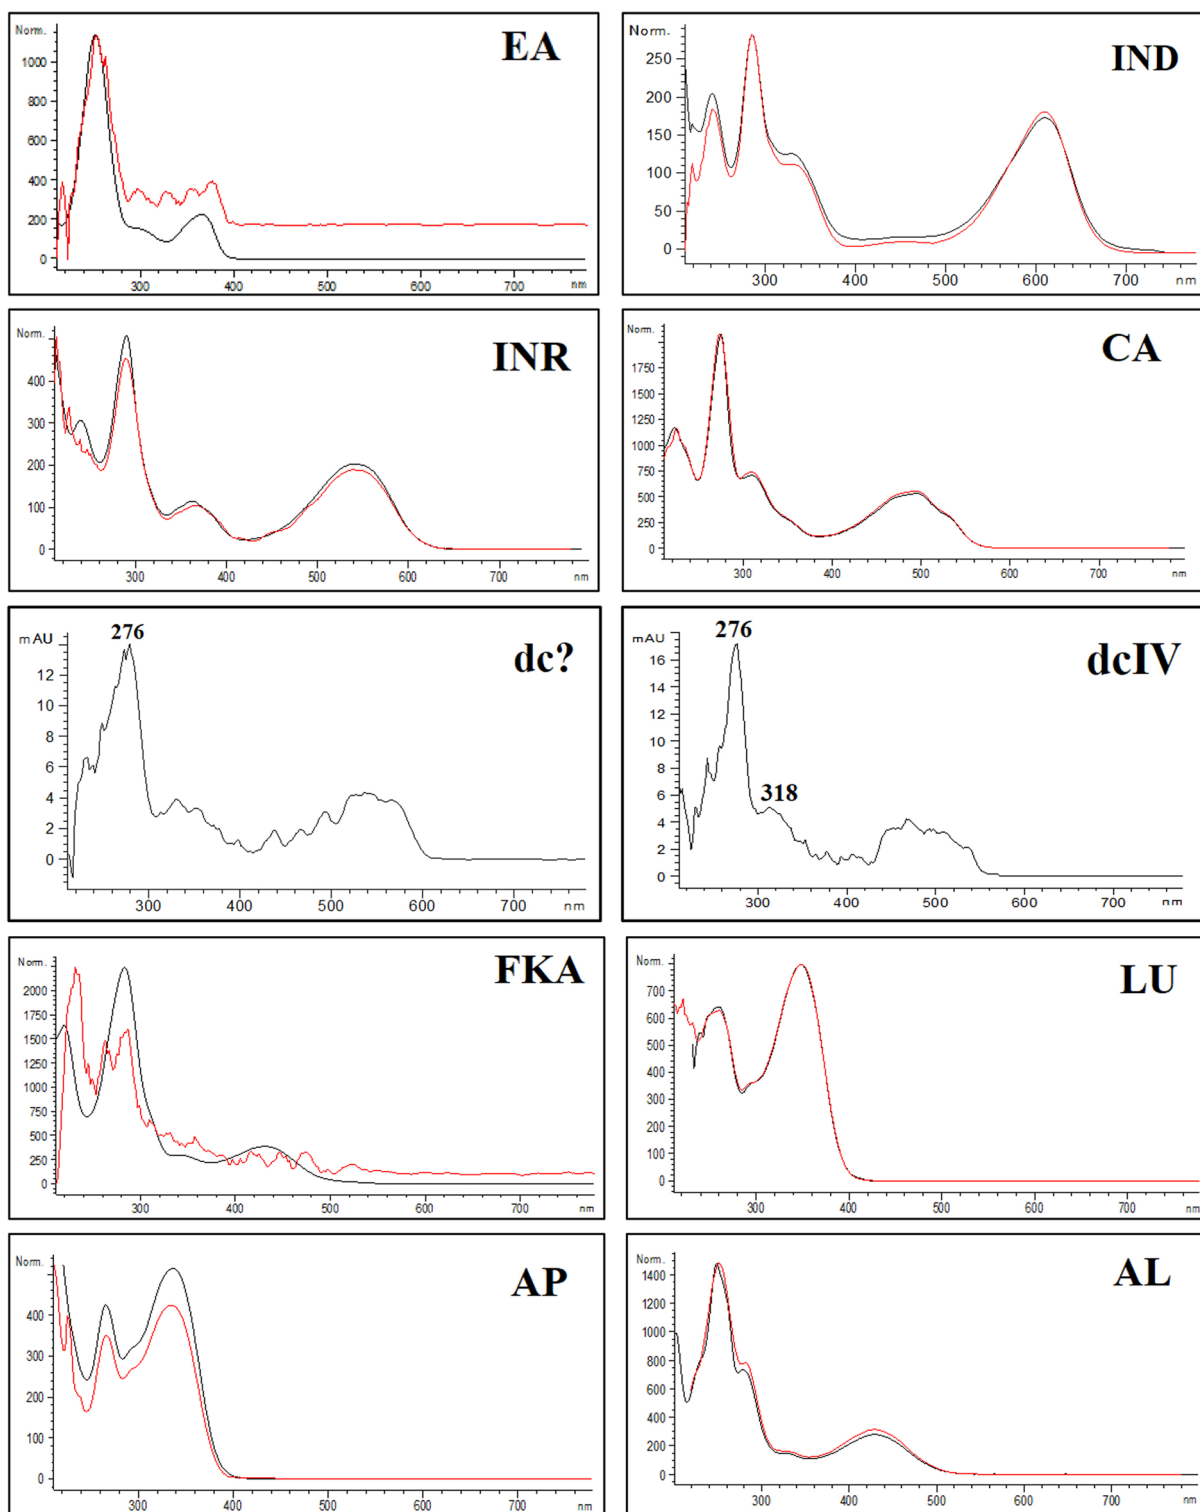 Norm.
EA
1000
800
600
400
200
0
300 400 500 600 700 nm
Norm.
IND
250
200
150
100
50
0
300 400 500 600 700 nm
Norm.
INR
400
300
200
100
0
300 400 500 600 700 nm
Norm.
CA
1750
1500
1250
1000
750
500
250
0
300 400 500 600 700 nm
mAU
276
dc?
12
10
8
6
4
2
0
300 400 500 600 700 nm
mAU
276
dcIV
16
14
12
10
8
6
318
4
2
0
300 400 500 600 700 nm
Norm.
FKA
2000
1750
1500
1250
1000
750
500
250
0
300 400 500 600 700 nm
Norm.
LU
700
600
500
400
300
200
100
0
300 400 500 600 700 nm
Norm.
AP
400
300
200
100
0
300 400 500 600 700 nm
Norm.
AL
1400
1200
1000
800
600
400
200
0
300 400 500 600 700 nm